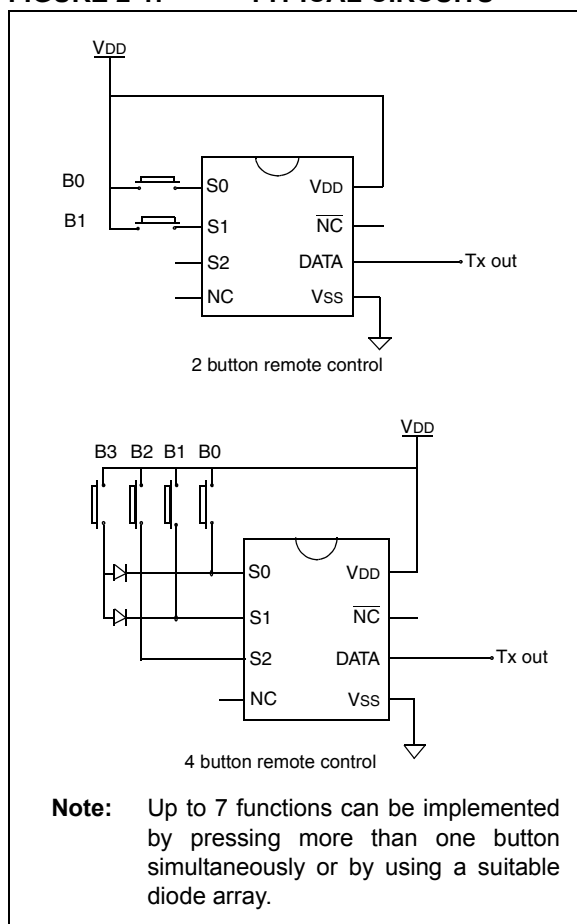 FIGURE TYPICAL CIRCUITS
VDD
B0
B1
S0
S1
S2
NC
VDD
NC
DATA
VSS
Tx out
2 button remote control
VDD
B3 B2 B1 B0
S0
S1
S2
NC
VDD
NC
DATA
VSS
Tx out
4 button remote control
Note: Up to 7 functions can be implemented
by pressing more than one button
simultaneously or by using a suitable
diode array.